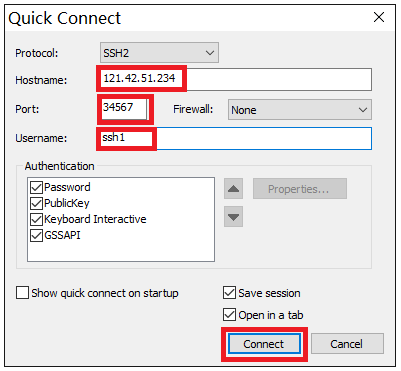 Quick Connect
Protocol: SSH2
Hostname: 121.42.51.234
Port: 34567 Firewall: None
Username: ssh1
Authentication
Password
PublicKey
Keyboard Interactive
GSSAPI
Properties...
Show quick connect on startup
Save session
Open in a tab
Connect Cancel